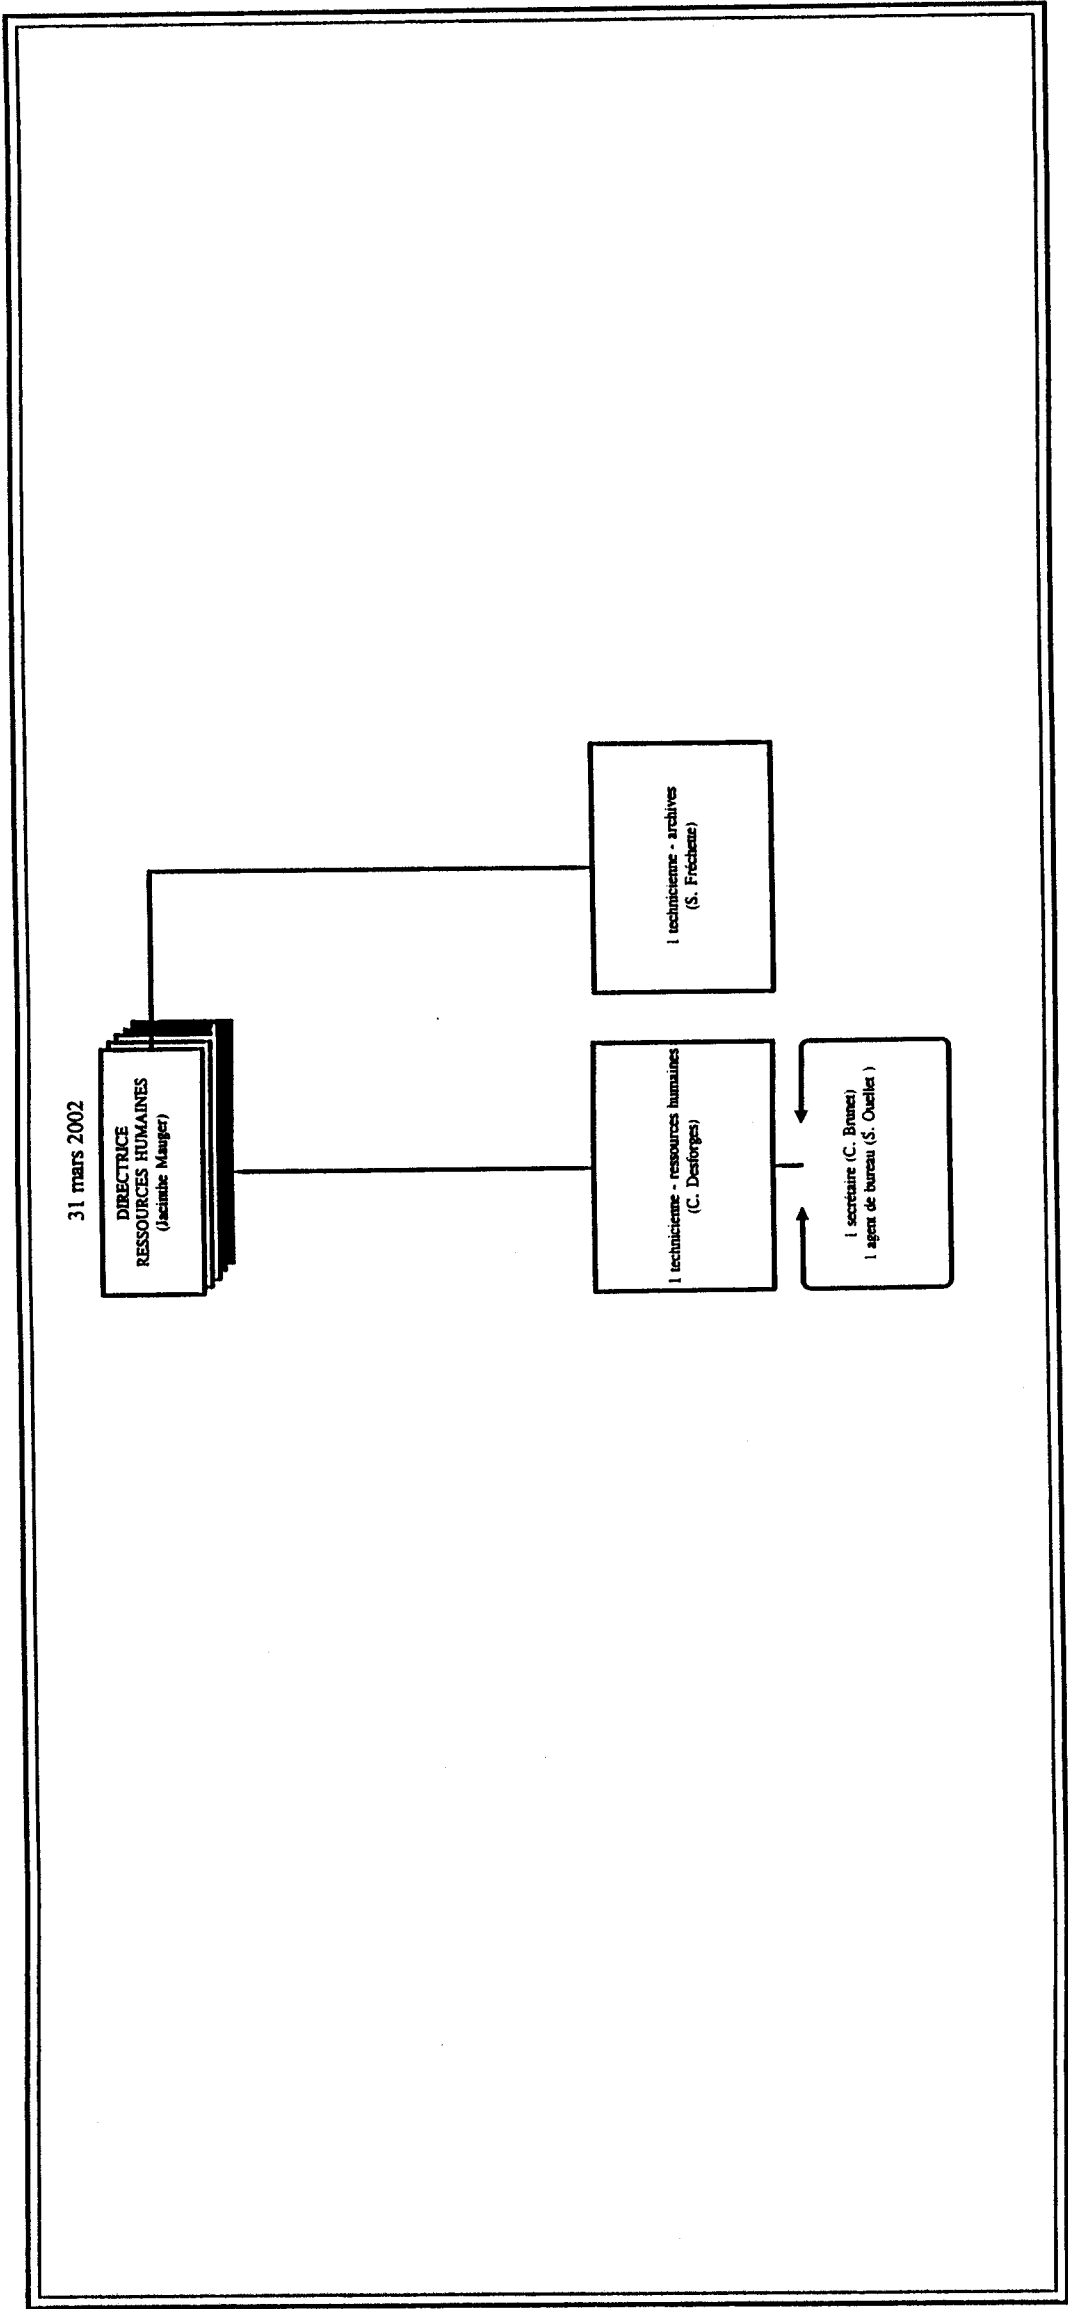 31 mars 2002
DIRECTRICE
RESSOURCES HUMAINES
(Jacinthe Mauger)
1 technicienne - ressources humaines
(C. Desforges)
1 secrétaire (C. Brunet)
1 agent de bureau (S. Ouellet )
1 technicienne - archives
(S. Fréchette)